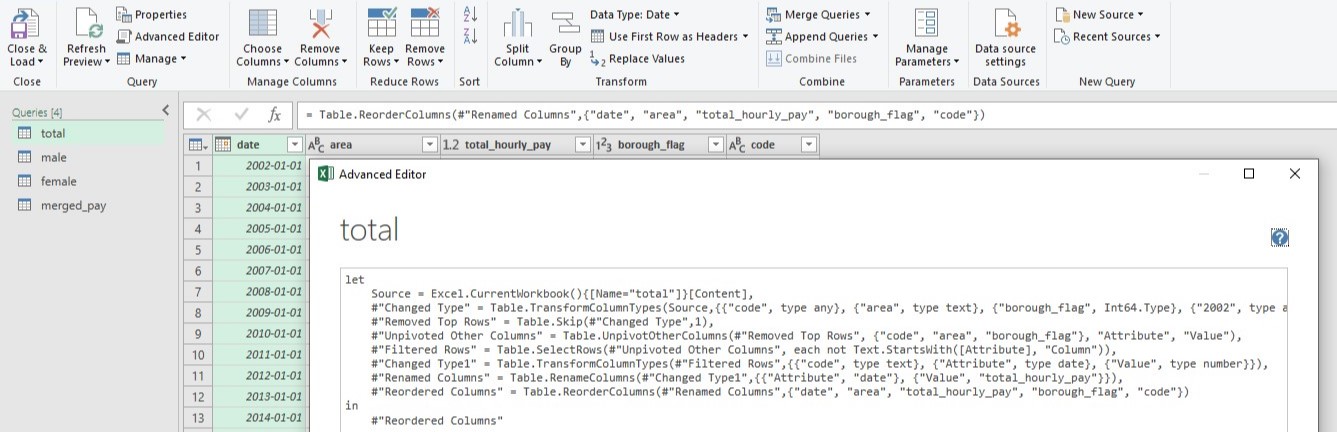 Close & Load
Close
Refresh Preview
Properties
Advanced Editor
Manage
Query
Choose Columns
Remove Columns
Manage Columns
Keep Rows
Remove Rows
Reduce Rows
Sort
Split Column
Group By
Data Type: Date
Use First Row as Headers
Replace Values
Transform
Merge Queries
Append Queries
Combine Files
Combine
Manage Parameters
Parameters
Data source settings
Data Sources
New Source
Recent Sources
New Query
Queries [4]
total
male
female
merged_pay
fx
= Table.ReorderColumns(#"Renamed Columns",{"date", "area", "total_hourly_pay", "borough_flag", "code"})
date ABC area 1.2 total_hourly_pay 123 borough_flag ABC code
1 2002-01-01
2 2003-01-01
3 2004-01-01
4 2005-01-01
5 2006-01-01
6 2007-01-01
7 2008-01-01
8 2009-01-01
9 2010-01-01
10 2011-01-01
11 2012-01-01
12 2013-01-01
13 2014-01-01
Advanced Editor
total
let
Source = Excel.CurrentWorkbook(){[Name="total"]}[Content],
#"Changed Type" = Table.TransformColumnTypes(Source,{{"code", type any}, {"area", type text}, {"borough_flag", Int64.Type}, {"2002", type a
#"Removed Top Rows" = Table.Skip(#"Changed Type",1),
#"Unpivoted Other Columns" = Table.UnpivotOtherColumns(#"Removed Top Rows", {"code", "area", "borough_flag"}, "Attribute", "Value"),
#"Filtered Rows" = Table.SelectRows(#"Unpivoted Other Columns", each not Text.StartsWith([Attribute], "Column")),
#"Changed Type1" = Table.TransformColumnTypes(#"Filtered Rows",{{"code", type text}, {"Attribute", type date}, {"Value", type number}}),
#"Renamed Columns" = Table.RenameColumns(#"Changed Type1",{{"Attribute", "date"}, {"Value", "total_hourly_pay"}}),
#"Reordered Columns" = Table.ReorderColumns(#"Renamed Columns",{"date", "area", "total_hourly_pay", "borough_flag", "code"})
in
#"Reordered Columns"